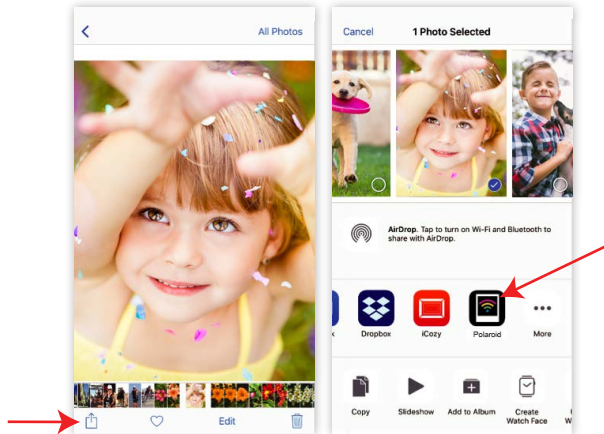 All Photos
Edit
Cancel
1 Photo Selected
AirDrop. Tap to turn on Wi-Fi and Bluetooth to
share with AirDrop.
x
Dropbox
iCozy
Polaroid
More
Copy
Slideshow
Add to Album
Create
Watch Face
W